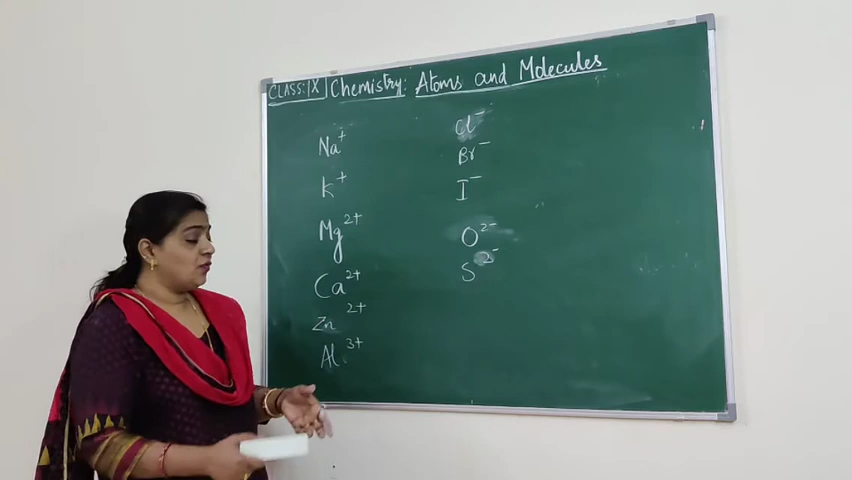 CLASS: IX Chemistry: Atoms and Molecules
Na⁺ Cl⁻
Br⁻
K⁺ I⁻
Mg²⁺ O²⁻
Ca²⁺ S²⁻
Zn²⁺
Al³⁺